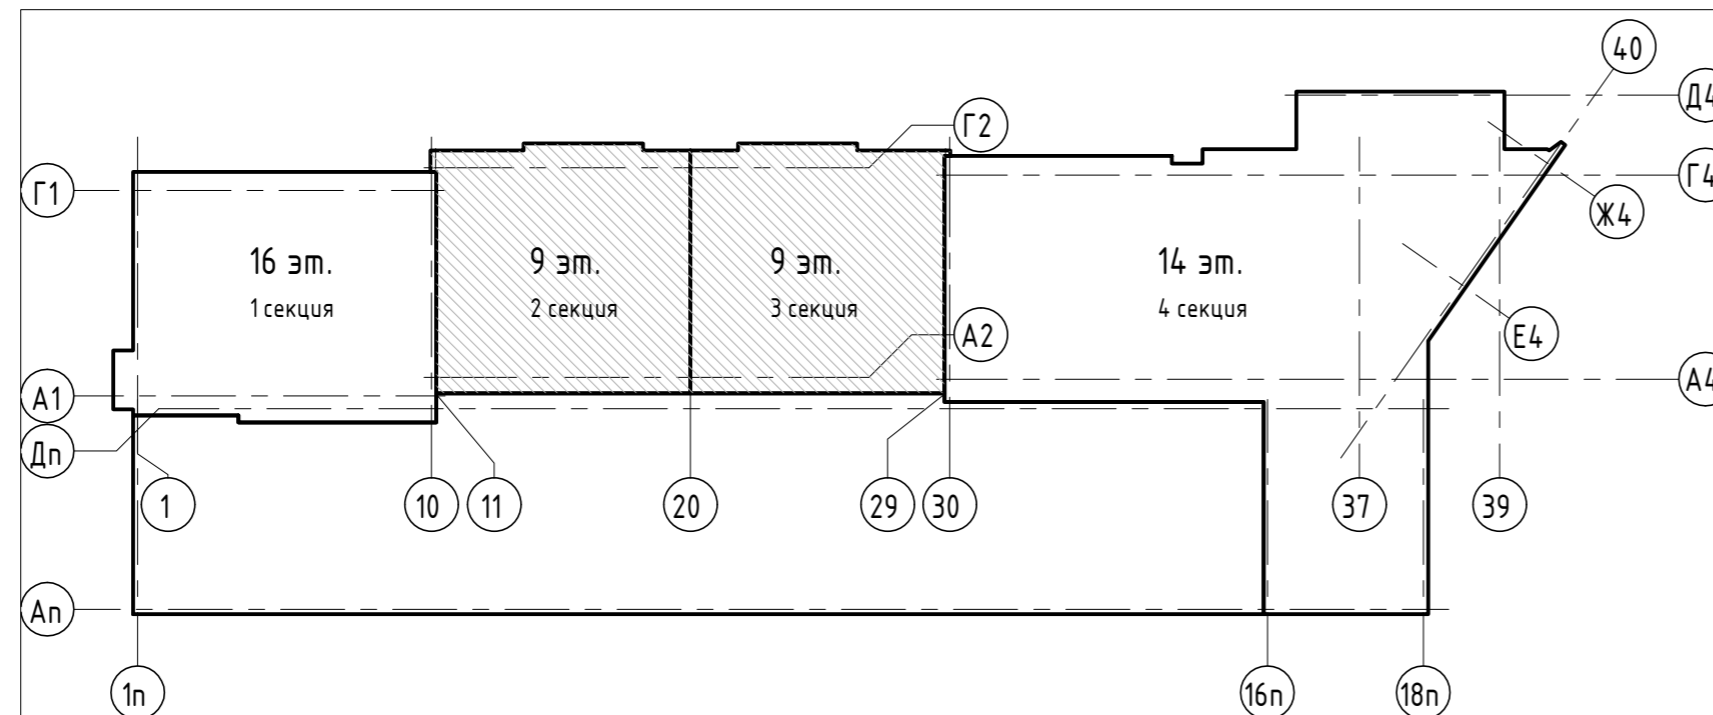 40
Д4
Г2
Г4
Г1
Ж4
16 эт.
9 эт.
9 эт.
14 эт.
1 секция
2 секция
3 секция
4 секция
А2
Е4
А4
А1
Дп
1
10
11
20
29
30
37
39
Ап
1п
16п
18п